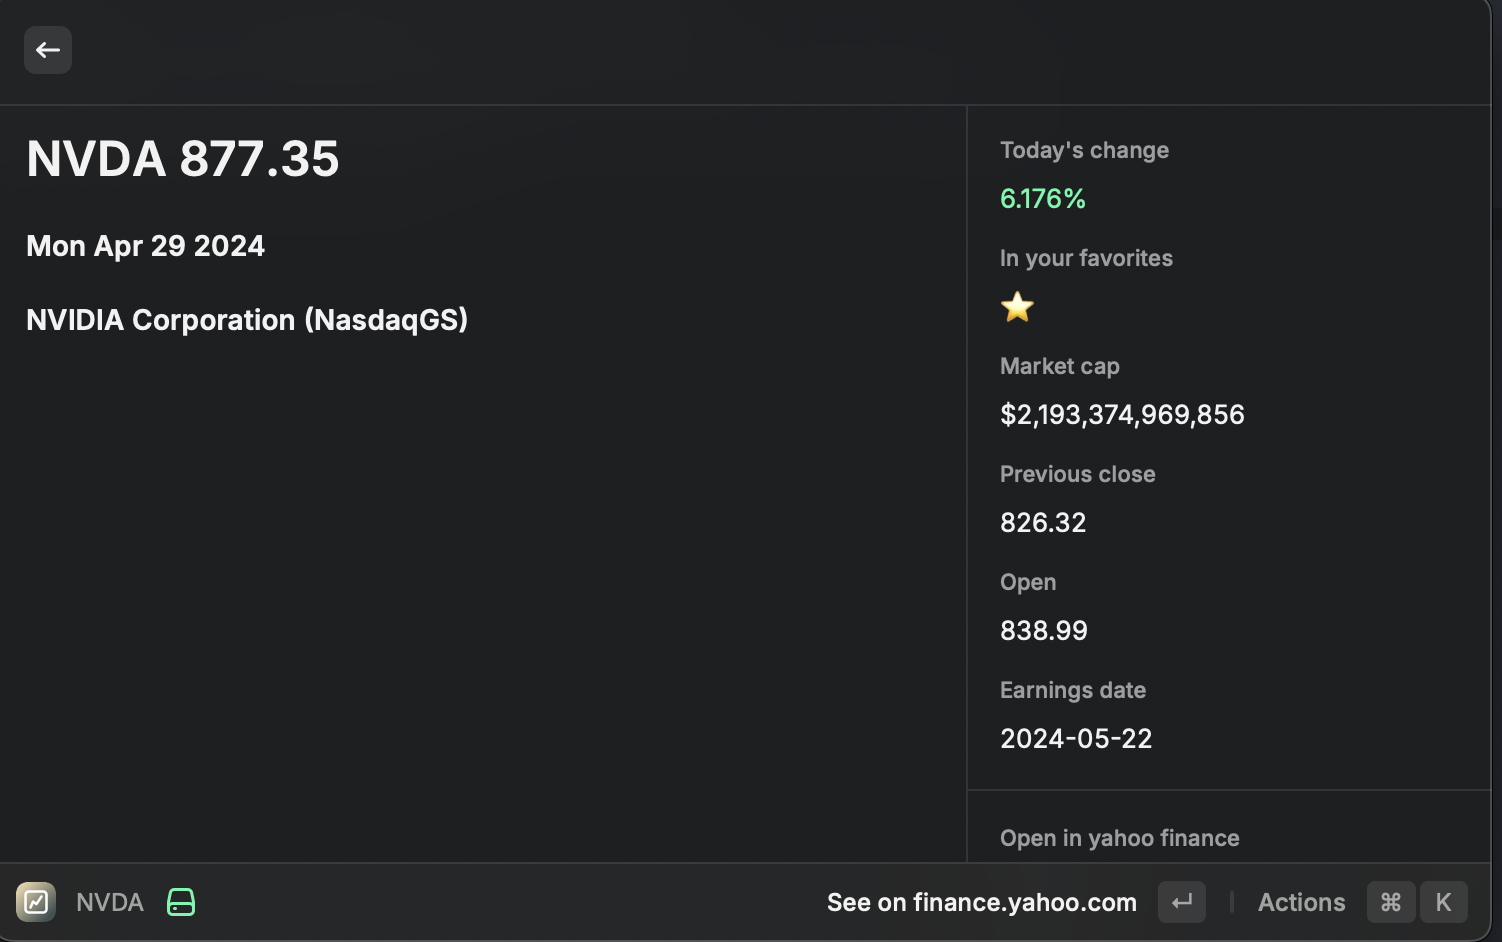 NVDA 877.35
Mon Apr 29 2024
NVIDIA Corporation (NasdaqGS)
Today's change
6.176%
In your favorites
Market cap
$2,193,374,969,856
Previous close
826.32
Open
838.99
Earnings date
2024-05-22
Open in yahoo finance
NVDA
See on finance.yahoo.com
Actions
⌘ K